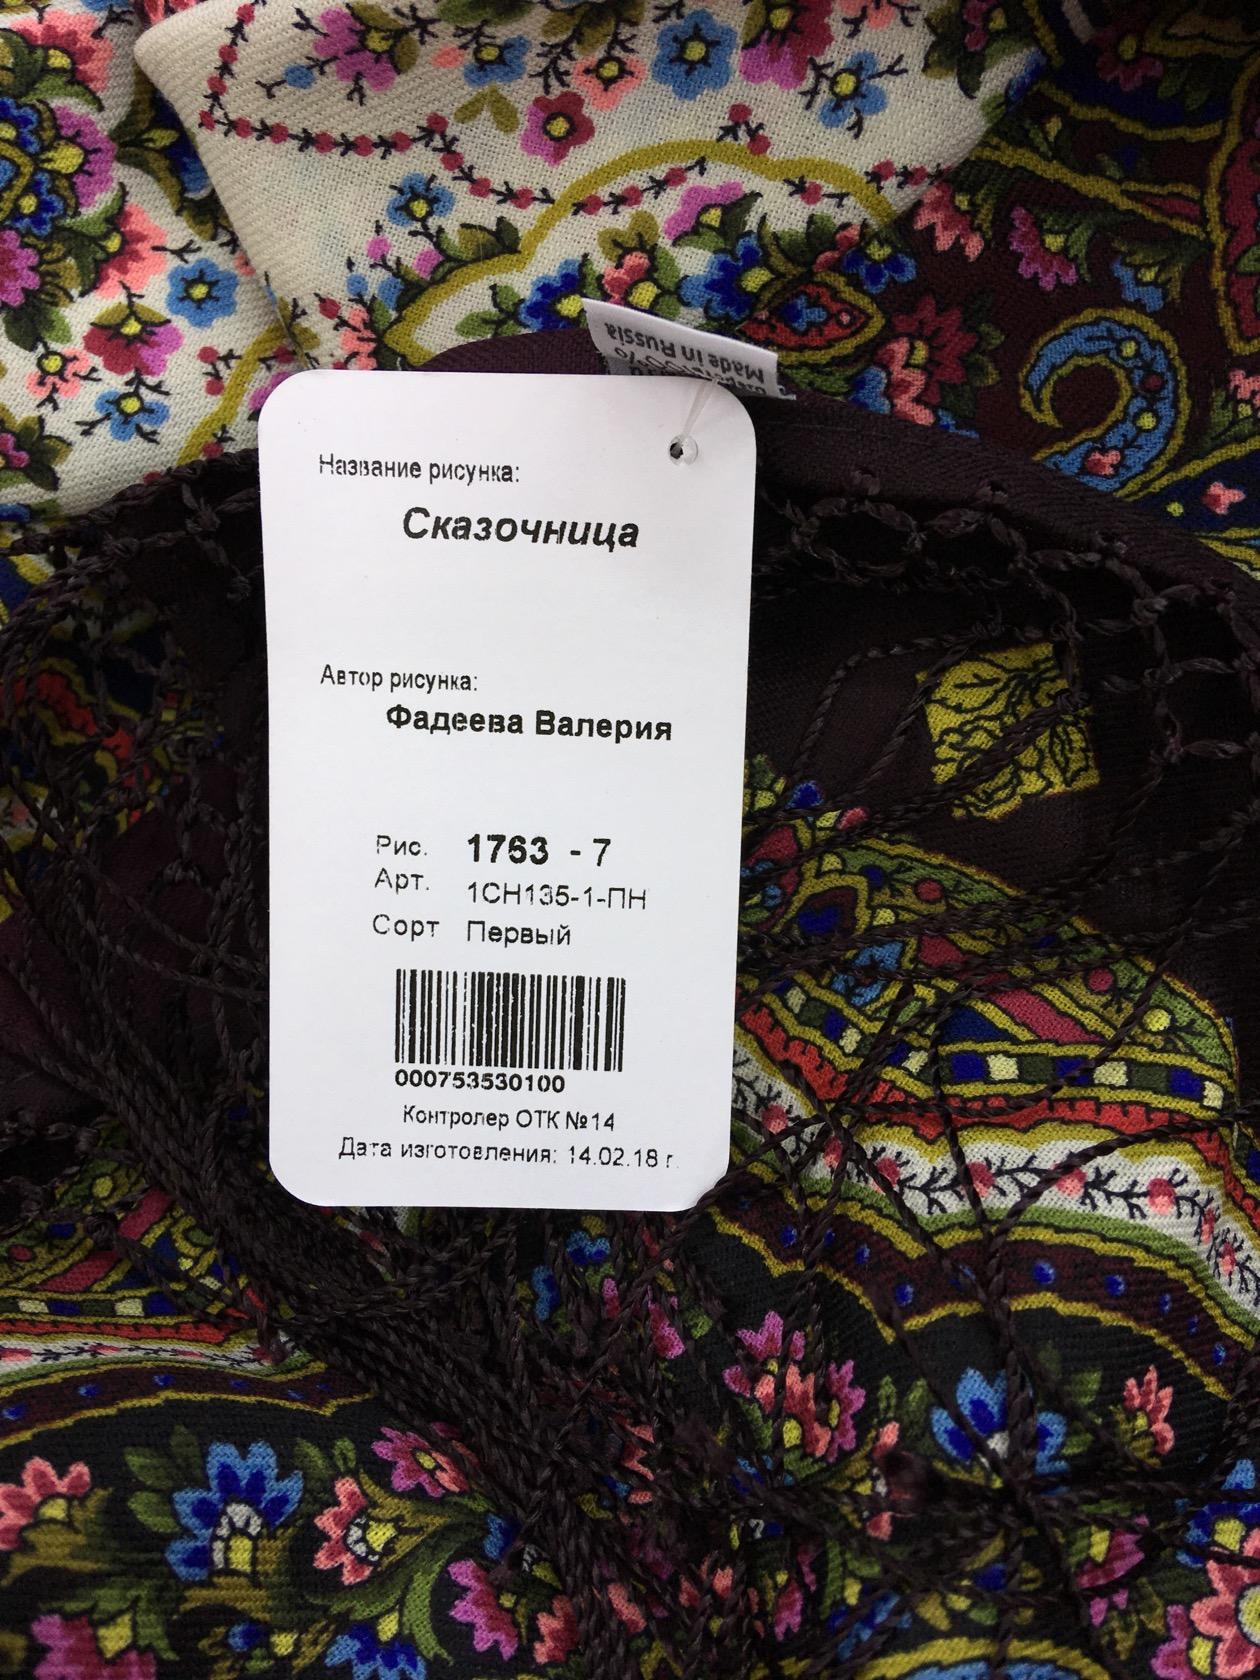 Made in Russia
Название рисунка:
Сказочница
Автор рисунка:
Фадеева Валерия
Рис. 1763 - 7
Арт. 1СН135-1-ПН
Сорт Первый
000753530100
Контролер ОТК №14
Дата изготовления: 14.02.18 г.